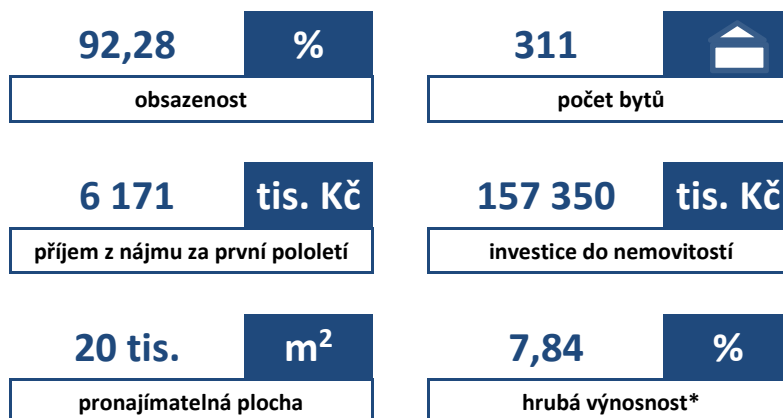 92,28 %
obsazenost
311
počet bytů
6 171 tis. Kč
příjem z nájmu za první pololetí
157 350 tis. Kč
investice do nemovitostí
20 tis. m²
pronajímatelná plocha
7,84 %
hrubá výnosnost*